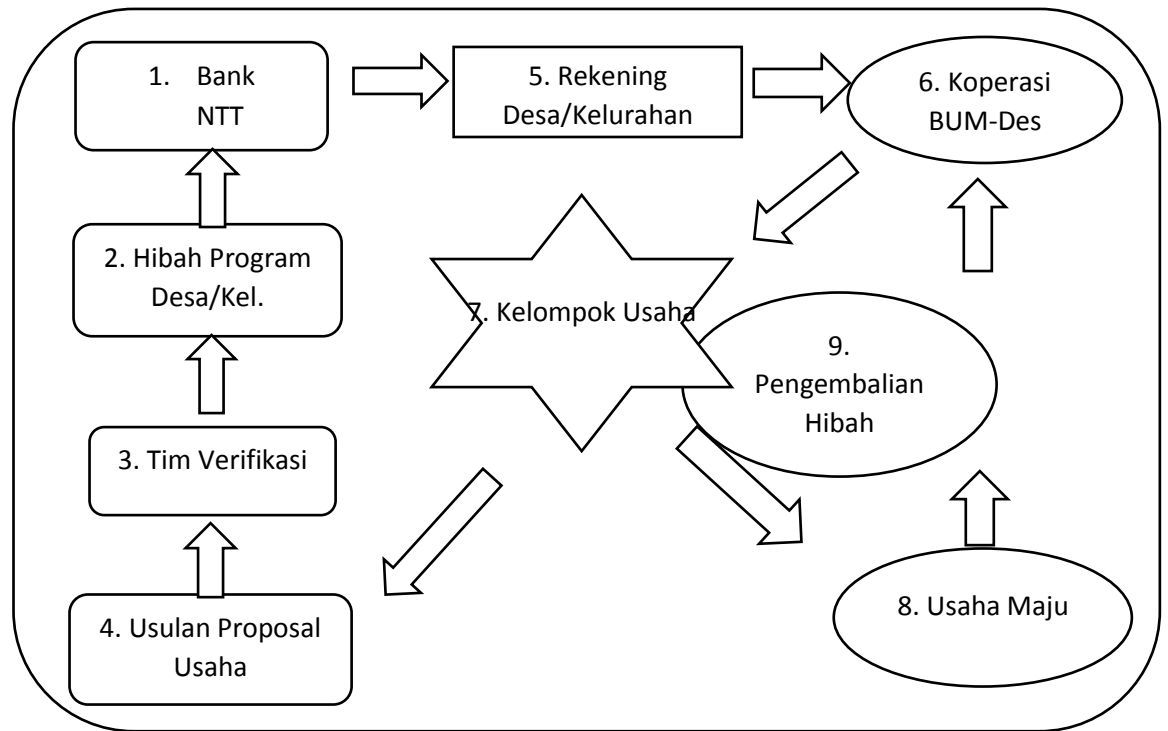 1. Bank
NTT
5. Rekening
Desa/Kelurahan
6. Koperasi
BUM-Des
2. Hibah Program
Desa/Kel.
7. Kelompok Usaha
9.
Pengembalian
Hibah
3. Tim Verifikasi
4. Usulan Proposal
Usaha
8. Usaha Maju